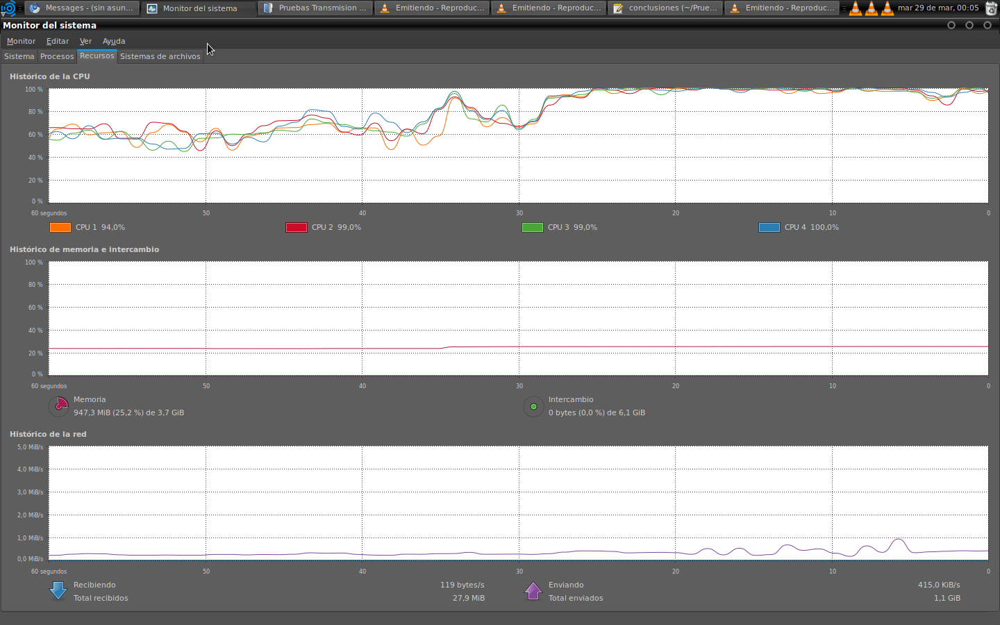 Messages - (sin asun... Monitor del sistema Pruebas Transmision ... Emitiendo - Reproduc... Emitiendo - Reproduc... conclusiones (~/Prue... Emitiendo - Reproduc... mar 29 de mar, 00:05
Monitor del sistema
Monitor Editar Ver Ayuda
Sistema Procesos Recursos Sistemas de archivos
Histórico de la CPU
100 %
80 %
60 %
40 %
20 %
0 %
60 segundos 50 40 30 20 10 0
CPU 1 94,0% CPU 2 99,0% CPU 3 99,0% CPU 4 100,0%
Histórico de memoria e intercambio
100 %
80 %
60 %
40 %
20 %
0 %
60 segundos 50 40 30 20 10 0
Memoria Intercambio
947,3 MiB (25,2 %) de 3,7 GiB 0 bytes (0,0 %) de 6,1 GiB
Histórico de la red
5,0 MiB/s
4,0 MiB/s
3,0 MiB/s
2,0 MiB/s
1,0 MiB/s
0,0 MiB/s
60 segundos 50 40 30 20 10 0
Recibiendo 119 bytes/s Enviando 415,0 KiB/s
Total recibidos 27,9 MiB Total enviados 1,1 GiB